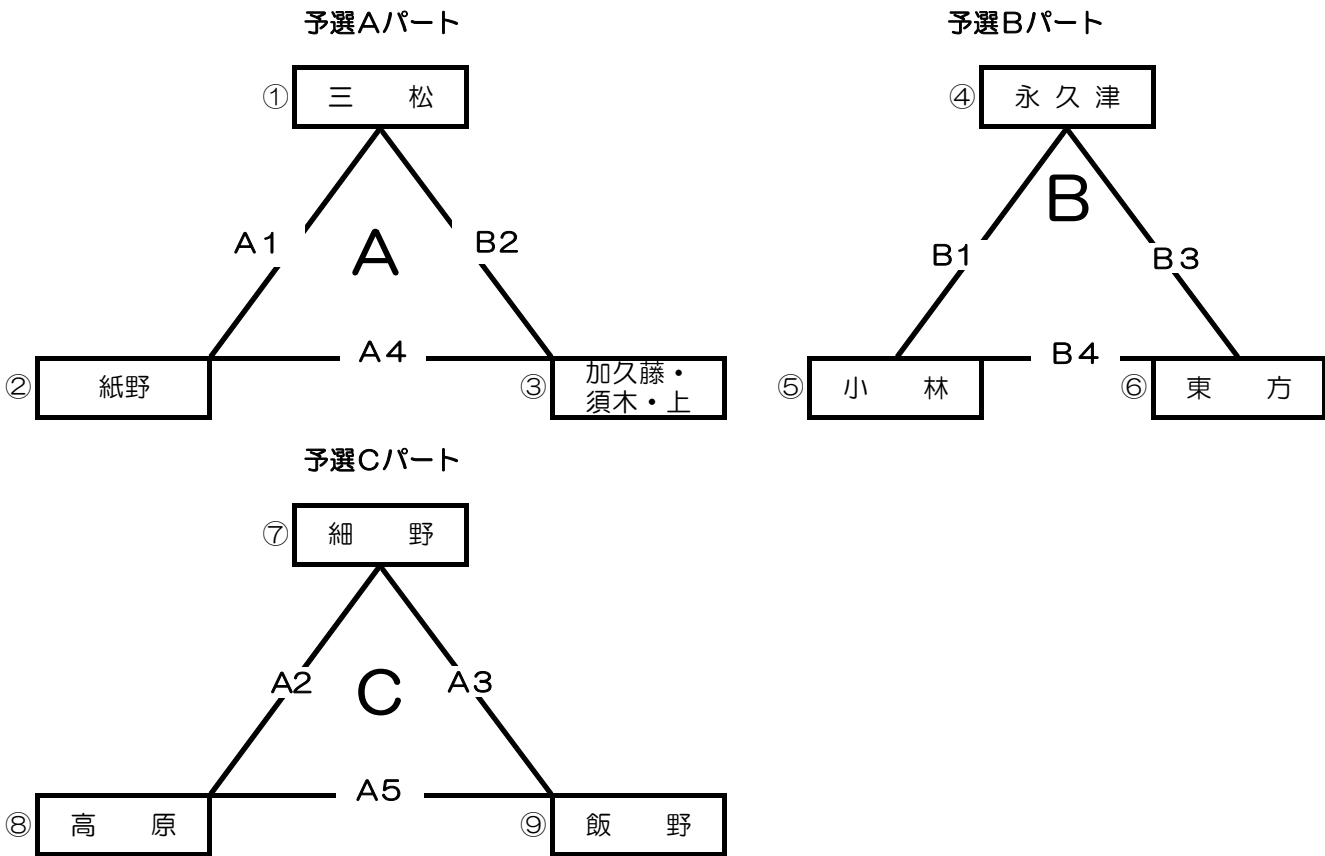 予選Aパート
① 三 松
A1
A
B2
A4
② 紙野
③ 加久藤・
須木・上
予選Bパート
④ 永久津
B
B1
B3
B4
⑤ 小 林
⑥ 東 方
予選Cパート
⑦ 細 野
A2
C
A3
A5
⑧ 高 原
⑨ 飯 野